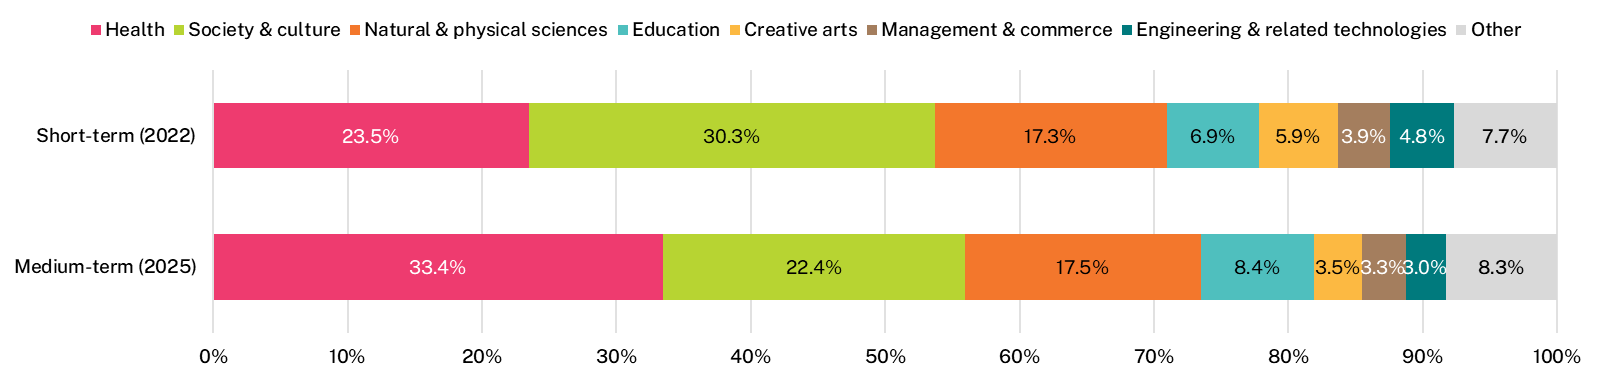 Health Society & culture Natural & physical sciences Education Creative arts Management & commerce Engineering & related technologies Other
Short-term (2022) 23.5% 30.3% 17.3% 6.9% 5.9% 3.9% 4.8% 7.7%
Medium-term (2025) 33.4% 22.4% 17.5% 8.4% 3.5% 3.3% 3.0% 8.3%
0% 10% 20% 30% 40% 50% 60% 70% 80% 90% 100%